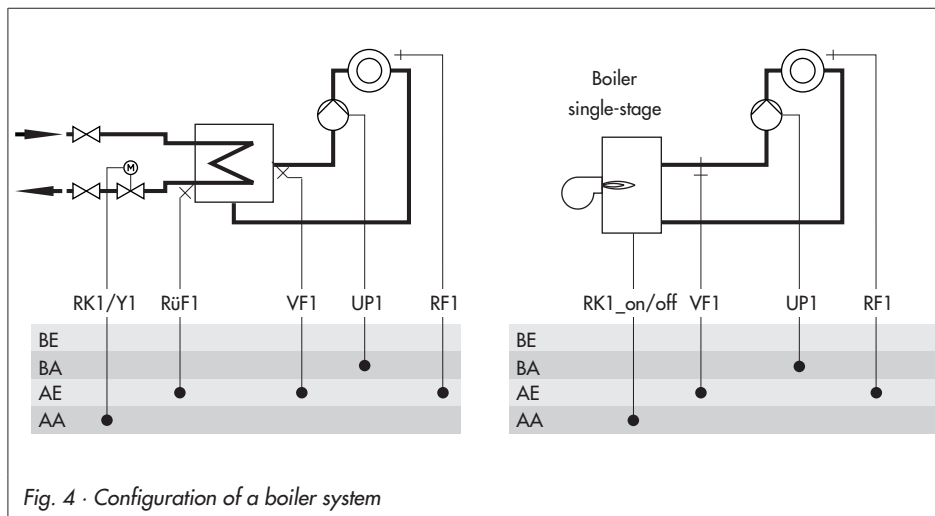 Boiler
single-stage
M
RK1/Y1 RüF1 VF1 UP1 RF1
RK1_on/off VF1 UP1 RF1
BE
BA
AE
AA
BE
BA
AE
AA
Fig. 4 · Configuration of a boiler system